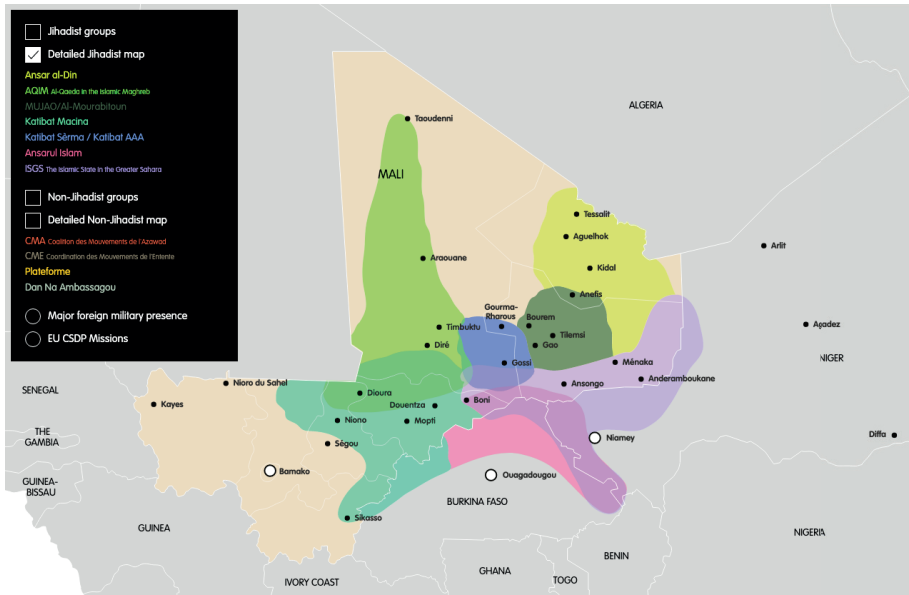 Jihadist groups
Detailed Jihadist map
Ansar al-Din
AQIM Al-Qaeda in the Islamic Maghreb
MUJAO/Al-Mourabitoun
Katibat Macina
Katibat Sèrma / Katibat AAA
Ansarul Islam
ISGS The Islamic State in the Greater Sahara
Non-Jihadist groups
Detailed Non-Jihadist map
CMA Coalition des Mouvements de l'Azawad
CME Coordination des Mouvements de l'Entente
Plateforme
Dan Na Ambassagou
Major foreign military presence
EU CSDP Missions
ALGERIA
Taoudenni
MALI
Tessalit
Aguelhok
Arlit
Araouane
Kidal
Anefis
Gourma-
Rharous
Bourem
Timbuktu
Tilemsi
Agadez
Diré
Gao
NIGER
Gossi
Ménaka
Anderamboukane
Nioro du Sahel
Ansongo
SENEGAL
Dioura
Kayes
Douentza
Boni
Niono
Mopti
THE
GAMBIA
Ségou
Niamey
Diffa
Bamako
Ouagadougou
GUINEA-
BISSAU
BURKINA FASO
Sikasso
GUINEA
NIGERIA
BENIN
GHANA
TOGO
IVORY COAST